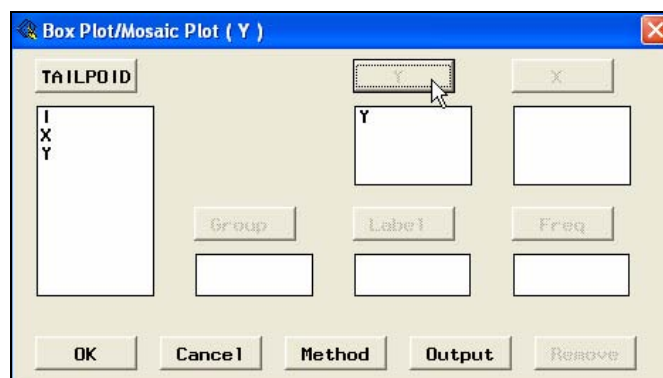 Box Plot/Mosaic Plot ( Y )
TAILPOID
Y
X
I
X
Y
Y
Group
Label
Freq
OK
Cancel
Method
Output
Remove